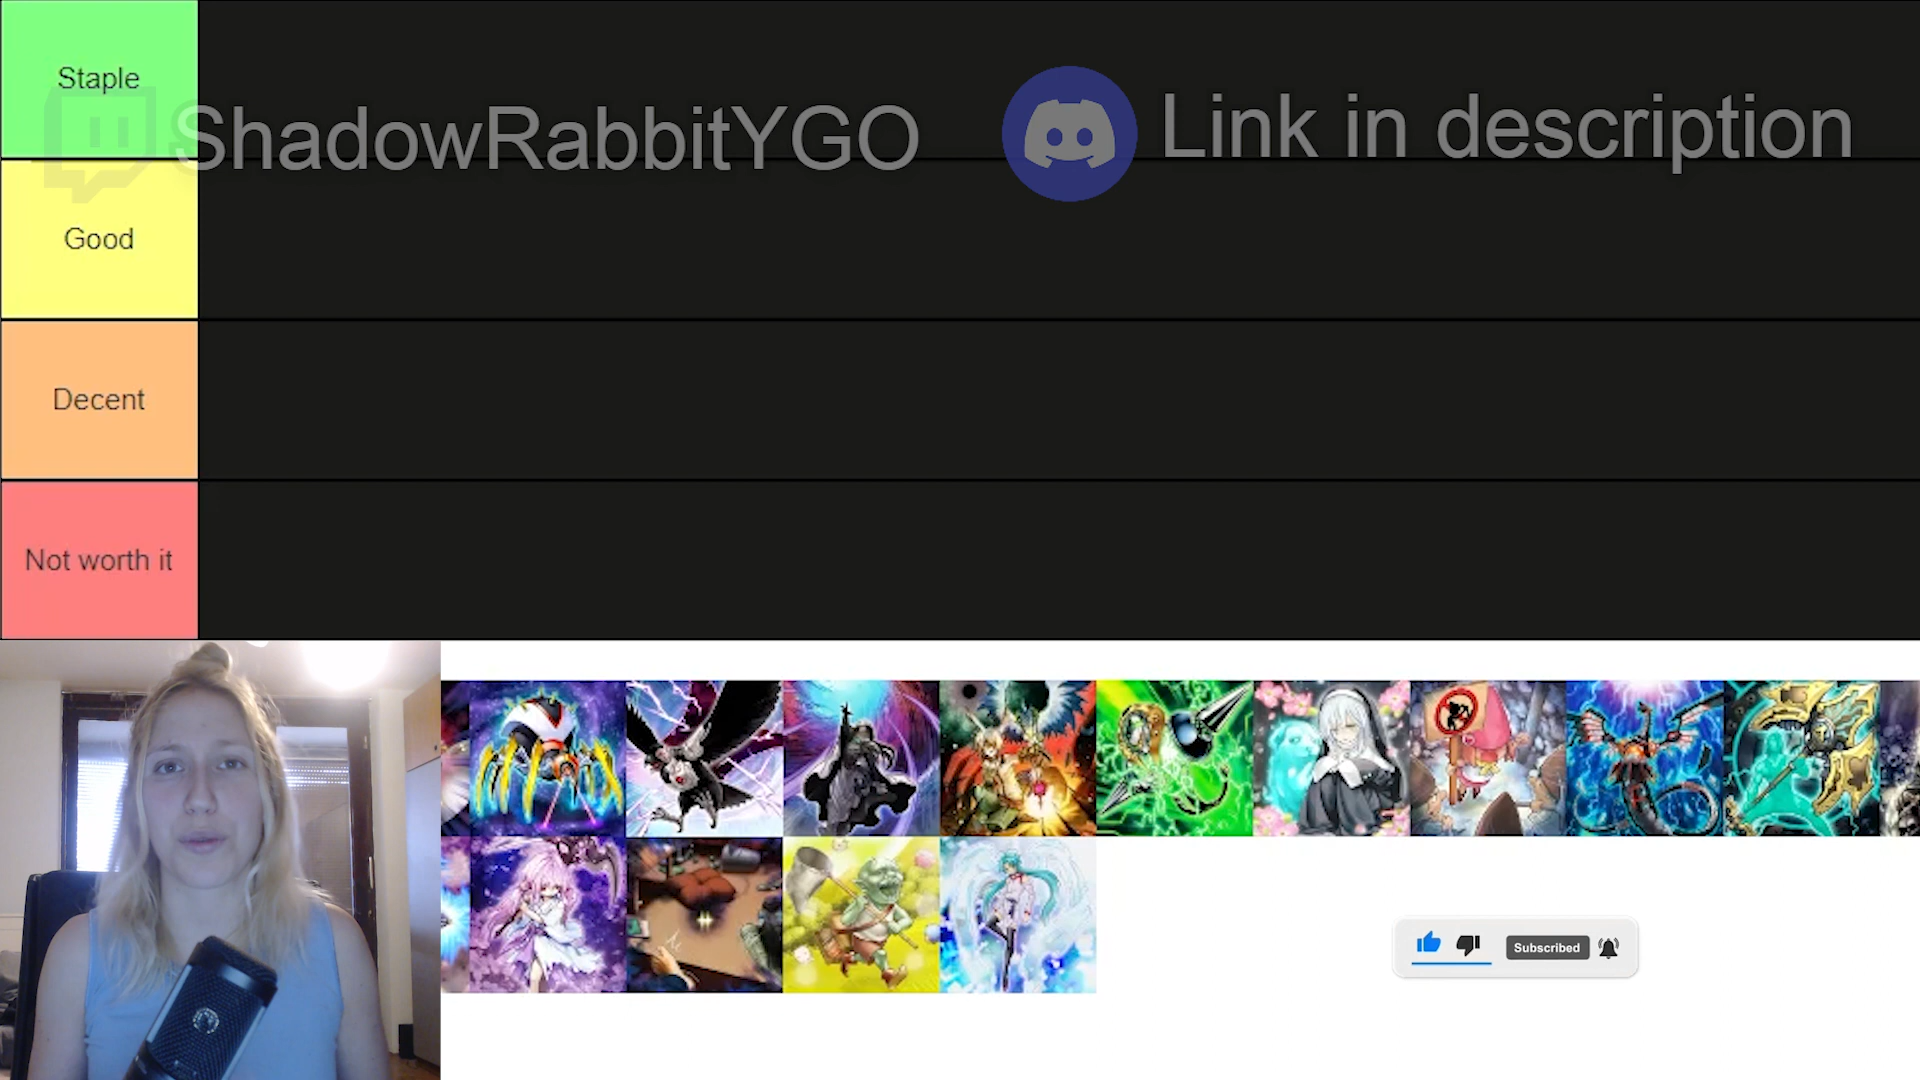 Staple
ShadowRabbitYGO
Link in description
Good
Decent
Not worth it
Subscribed